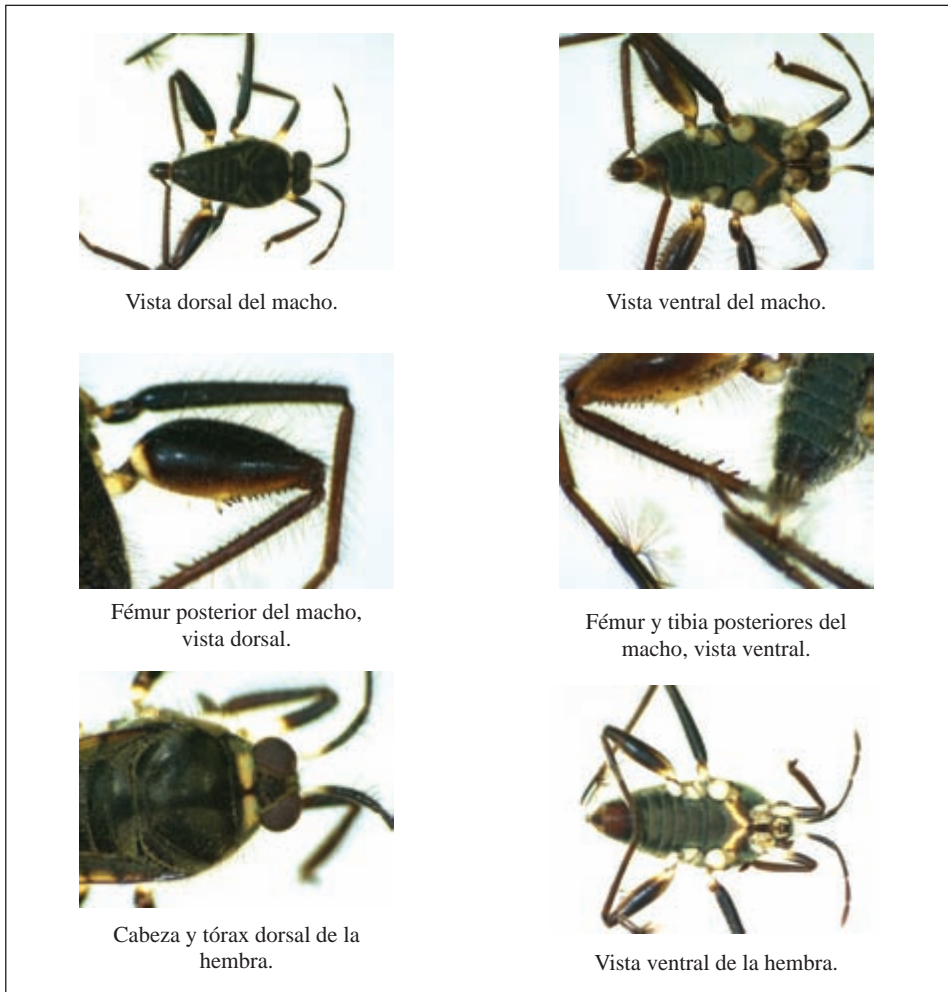 Vista dorsal del macho.
Vista ventral del macho.
Fémur posterior del macho,
vista dorsal.
Fémur y tibia posteriores del
macho, vista ventral.
Cabeza y tórax dorsal de la
hembra.
Vista ventral de la hembra.